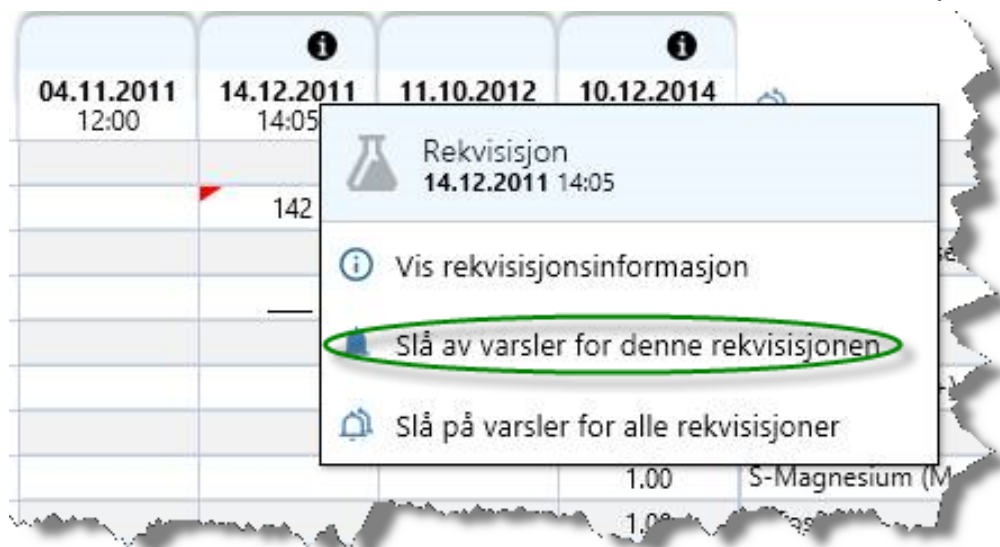 04.11.2011 14.12.2011 11.10.2012 10.12.2014
12:00 14:05
Rekvisisjon
14.12.2011 14:05
142
Vis rekvisisjonsinformasjon
Slå av varsler for denne rekvisisjonen
Slå på varsler for alle rekvisisjoner
1.00 S-Magnesium (M